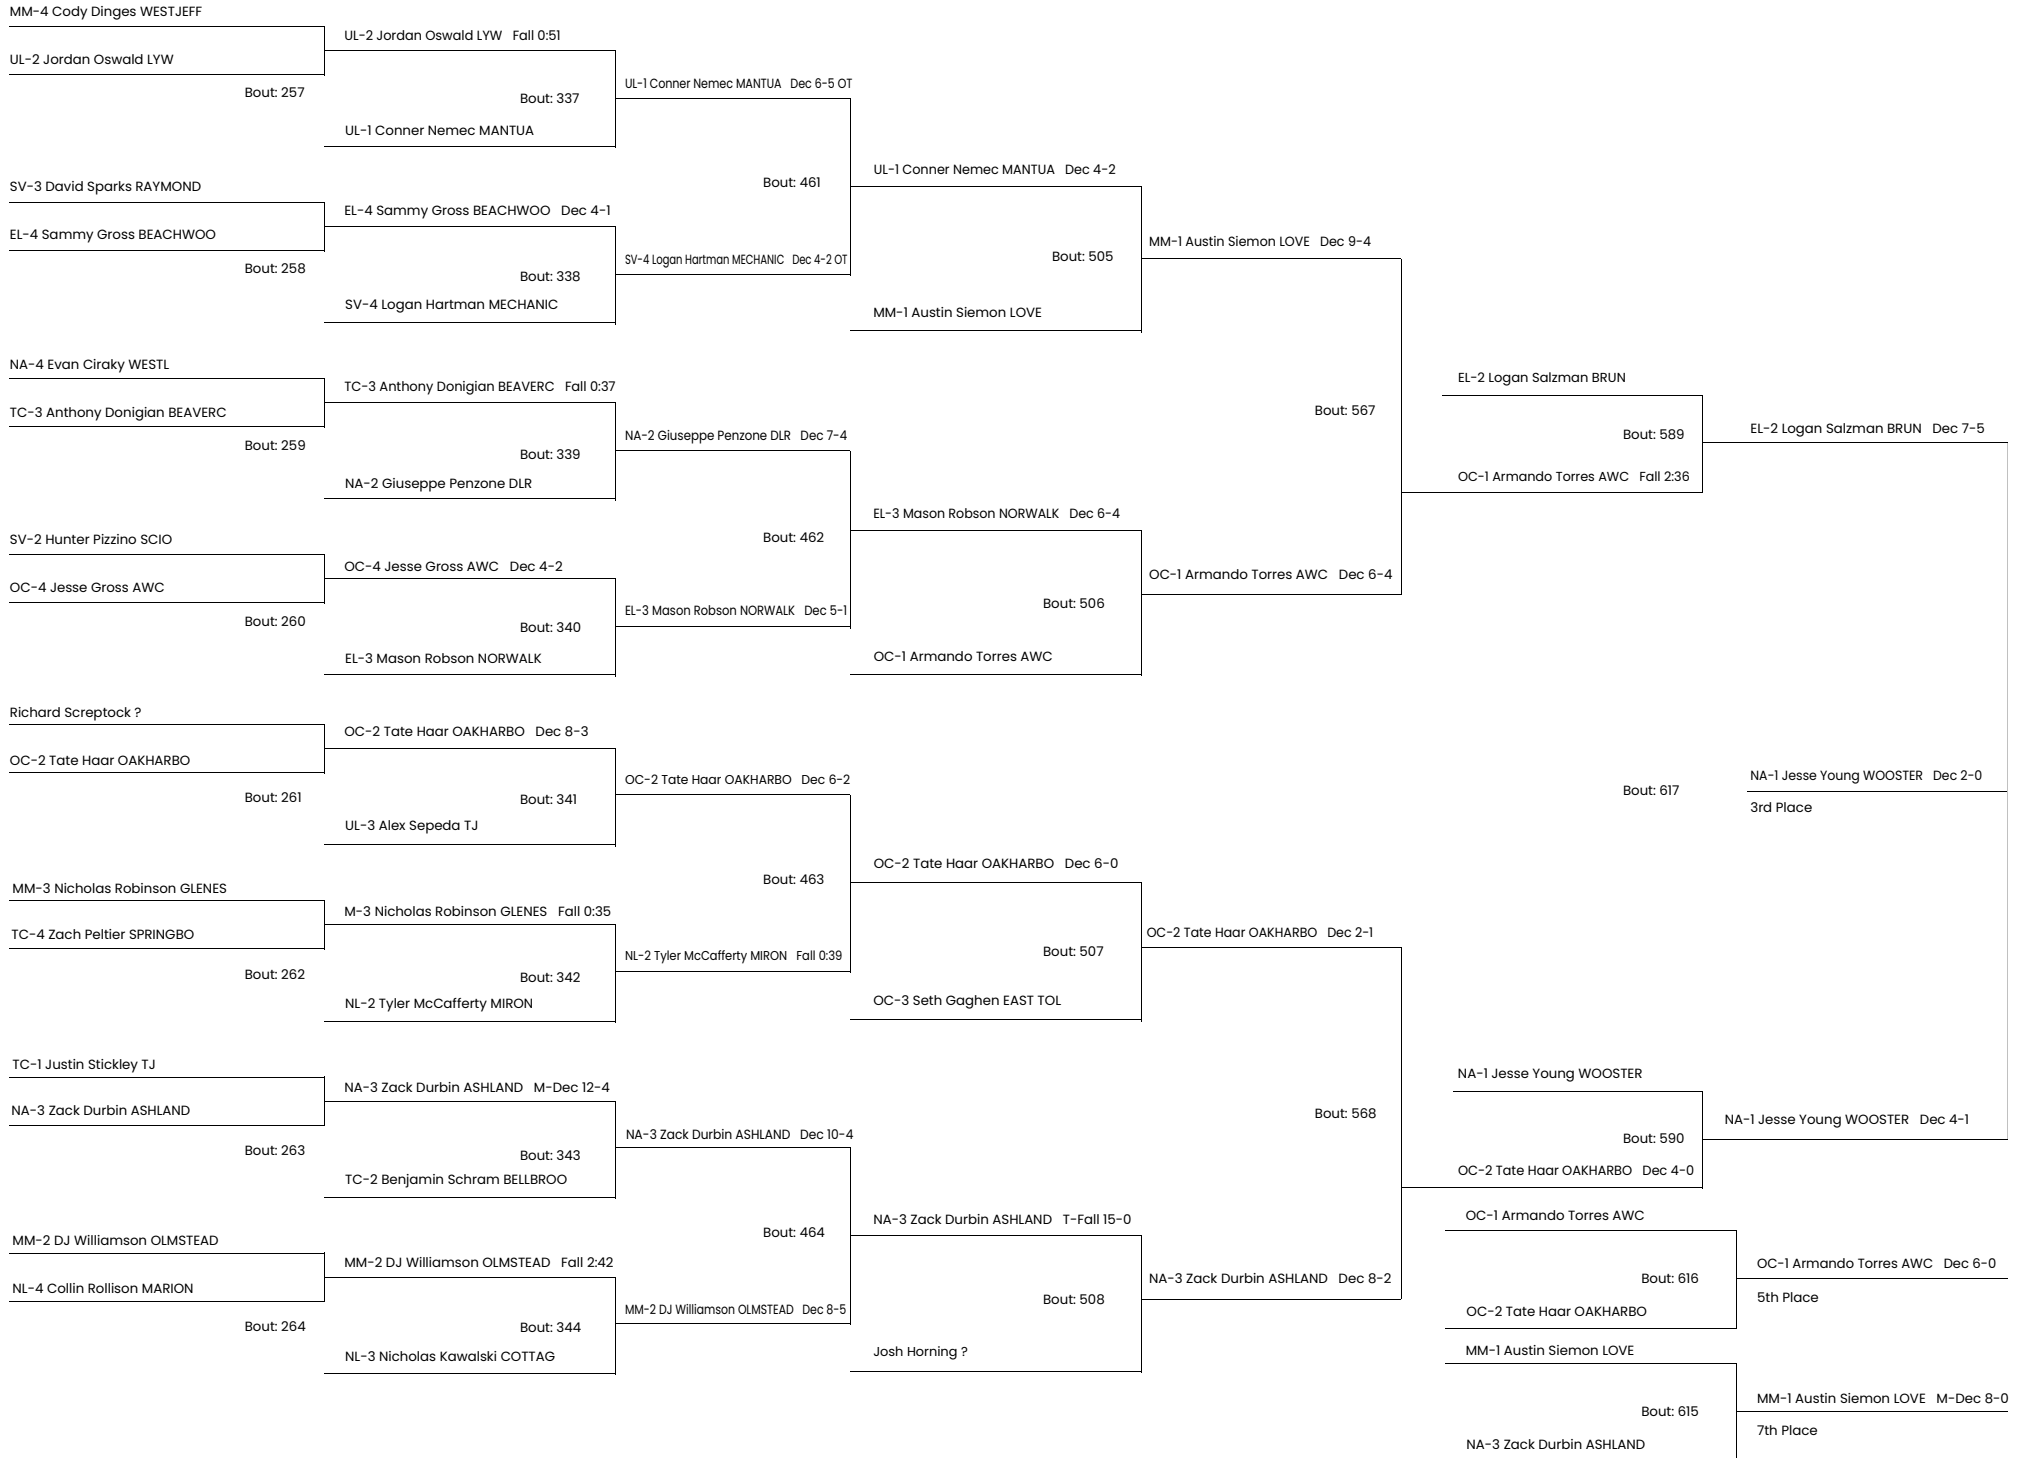 MM-4 Cody Dinges WESTJEFF
UL-2 Jordan Oswald LYW
Bout: 257
SV-3 David Sparks RAYMOND
EL-4 Sammy Gross BEACHWOO
Bout: 258
NA-4 Evan Ciraky WESTL
TC-3 Anthony Donigian BEAVERC
Bout: 259
SV-2 Hunter Pizzino SCIO
OC-4 Jesse Gross AWC
Bout: 260
Richard Screptock ?
OC-2 Tate Haar OAKHARBO
Bout: 261
MM-3 Nicholas Robinson GLENES
TC-4 Zach Peltier SPRINGBO
Bout: 262
TC-1 Justin Stickley TJ
NA-3 Zack Durbin ASHLAND
Bout: 263
MM-2 DJ Williamson OLMSTEAD
NL-4 Collin Rollison MARION
Bout: 264
UL-2 Jordan Oswald LYW Fall 0:51
Bout: 337
UL-1 Conner Nemec MANTUA
EL-4 Sammy Gross BEACHWOO Dec 4-1
Bout: 338
SV-4 Logan Hartman MECHANIC
TC-3 Anthony Donigian BEAVERC Fall 0:37
Bout: 339
NA-2 Giuseppe Penzone DLR
OC-4 Jesse Gross AWC Dec 4-2
Bout: 340
EL-3 Mason Robson NORWALK
OC-2 Tate Haar OAKHARBO Dec 8-3
Bout: 341
UL-3 Alex Sepeda TJ
M-3 Nicholas Robinson GLENES Fall 0:35
Bout: 342
NL-2 Tyler McCafferty MIRON
NA-3 Zack Durbin ASHLAND M-Dec 12-4
Bout: 343
TC-2 Benjamin Schram BELLBROO
MM-2 DJ Williamson OLMSTEAD Fall 2:42
Bout: 344
NL-3 Nicholas Kawalski COTTAG
UL-1 Conner Nemec MANTUA Dec 6-5 OT
Bout: 461
SV-4 Logan Hartman MECHANIC Dec 4-2 OT
NA-2 Giuseppe Penzone DLR Dec 7-4
Bout: 462
EL-3 Mason Robson NORWALK Dec 5-1
OC-2 Tate Haar OAKHARBO Dec 6-2
Bout: 463
NL-2 Tyler McCafferty MIRON Fall 0:39
NA-3 Zack Durbin ASHLAND Dec 10-4
Bout: 464
MM-2 DJ Williamson OLMSTEAD Dec 8-5
UL-1 Conner Nemec MANTUA Dec 4-2
Bout: 505
MM-1 Austin Siemon LOVE
EL-3 Mason Robson NORWALK Dec 6-4
Bout: 506
OC-1 Armando Torres AWC
OC-2 Tate Haar OAKHARBO Dec 6-0
Bout: 507
OC-3 Seth Gaghen EAST TOL
NA-3 Zack Durbin ASHLAND T-Fall 15-0
Bout: 508
Josh Horning ?
MM-1 Austin Siemon LOVE Dec 9-4
Bout: 567
OC-1 Armando Torres AWC Dec 6-4
OC-2 Tate Haar OAKHARBO Dec 2-1
Bout: 568
NA-3 Zack Durbin ASHLAND Dec 8-2
EL-2 Logan Salzman BRUN
Bout: 589
OC-1 Armando Torres AWC Fall 2:36
NA-1 Jesse Young WOOSTER
Bout: 590
OC-2 Tate Haar OAKHARBO Dec 4-0
EL-2 Logan Salzman BRUN Dec 7-5
Bout: 617
NA-1 Jesse Young WOOSTER Dec 2-0
3rd Place
NA-1 Jesse Young WOOSTER Dec 4-1
OC-1 Armando Torres AWC
Bout: 616
OC-2 Tate Haar OAKHARBO
OC-1 Armando Torres AWC Dec 6-0
5th Place
MM-1 Austin Siemon LOVE
Bout: 615
NA-3 Zack Durbin ASHLAND
MM-1 Austin Siemon LOVE M-Dec 8-0
7th Place